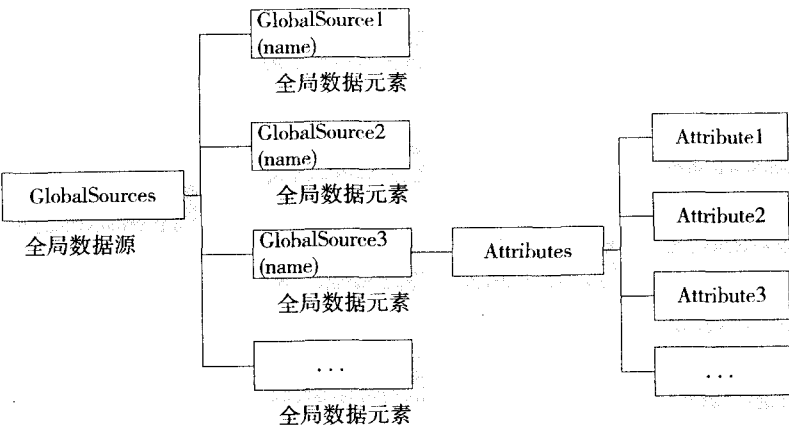 GlobalSources
全局数据源
GlobalSource1
(name)
全局数据元素
GlobalSource2
(name)
全局数据元素
GlobalSource3
(name)
全局数据元素
...
全局数据元素
Attributes
Attribute1
Attribute2
Attribute3
...